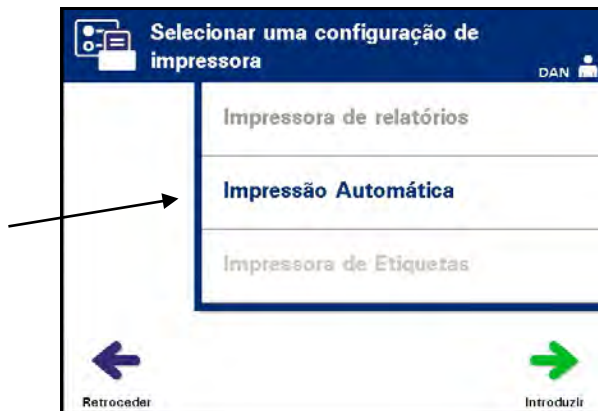 Selecionar uma configuração de
impressora
DAN
Impressora de relatórios
Impressão Automática
Impressora de Etiquetas
Retroceder
Introduzir